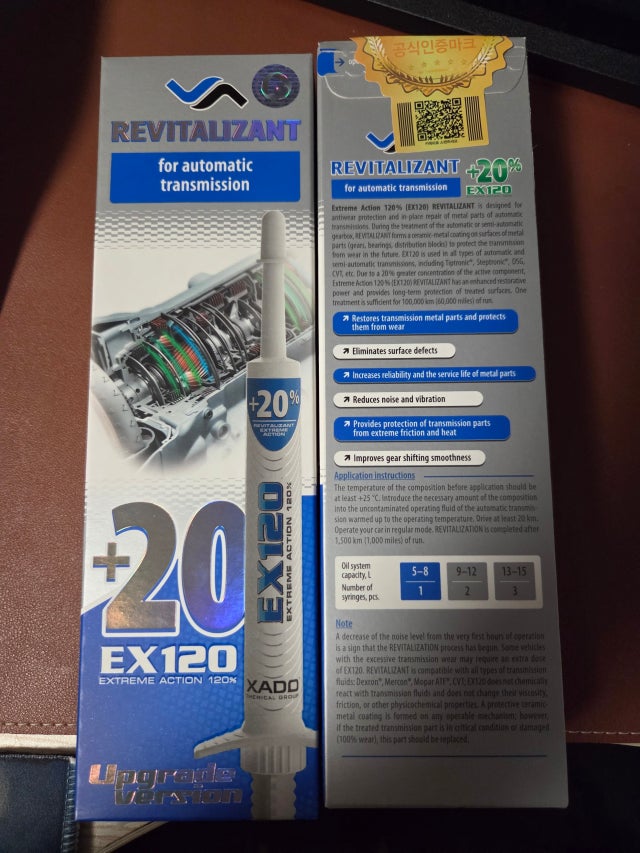 REVITALIZANT
for automatic
transmission
+20%
REVITALIZANT
EXTREME
ACTION
EX120
EXTREME ACTION 120%
XADO
CHEMICAL GROUP
+20
EX120
EXTREME ACTION 120%
Upgrade
version
공식인증마크
REVITALIZANT
for automatic transmission
+20%
EX120
Extreme Action 120% (EX120) REVITALIZANT is designed for
antiwear protection and in-place repair of metal parts of automatic
transmissions. During the treatment of the automatic or semi-automatic
gearbox, REVITALIZANT forms a ceramic-metal coating on surfaces of metal
parts (gears, bearings, distribution blocks) to protect the transmission
from wear in the future. EX120 is used in all types of automatic and
semi-automatic transmissions, including Tiptronic®, Steptronic®, DSG,
CVT, etc. Due to a 20% greater concentration of the active component,
Extreme Action 120% (EX120) REVITALIZANT has an enhanced restorative
power and provides long-term protection of treated surfaces. One
treatment is sufficient for 100,000 km (60,000 miles) of run.
Restores transmission metal parts and protects
them from wear
Eliminates surface defects
Increases reliability and the service life of metal parts
Reduces noise and vibration
Provides protection of transmission parts
from extreme friction and heat
Improves gear shifting smoothness
Application instructions
The temperature of the composition before application should be
at least +25 °C. Introduce the necessary amount of the composition
into the uncontaminated operating fluid of the automatic transmis-
sion warmed up to the operating temperature. Drive at least 20 km.
Operate your car in regular mode. REVITALIZATION is completed after
1,500 km (1,000 miles) of run.
Oil system
capacity, L
5–8
9–12
13–15
Number of
syringes, pcs.
1
2
3
Note
A decrease of the noise level from the very first hours of operation
is a sign that the REVITALIZATION process has begun. Some vehicles
with the excessive transmission wear may require an extra dose
of EX120. REVITALIZANT is compatible with all types of transmission
fluids: Dexron®, Mercon®, Mopar ATF®, CVT; EX120 does not chemically
react with transmission fluids and does not change their viscosity,
friction, or other physicochemical properties. A protective ceramic-
metal coating is formed on any operable mechanism; however,
if the treated transmission part is in critical condition or damaged
(100% wear), this part should be replaced.